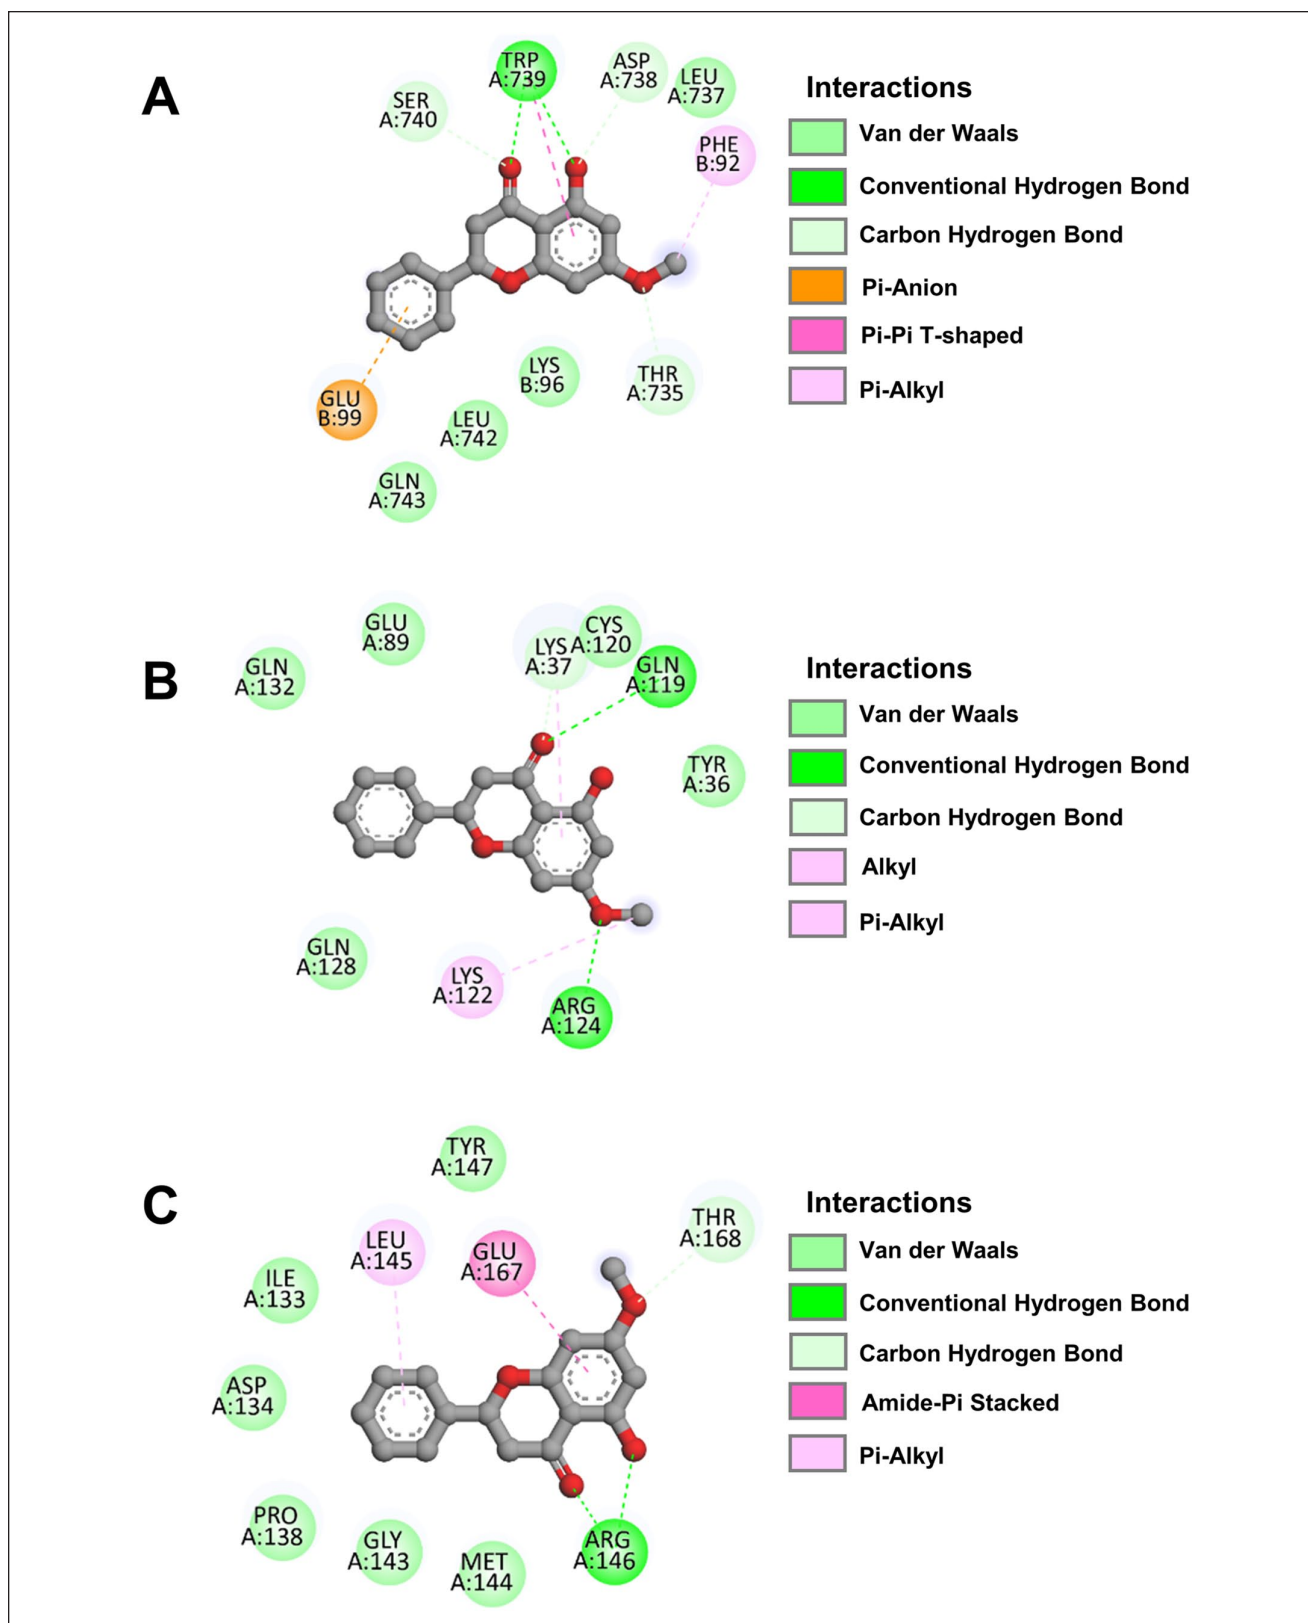 A
TRP
A:739
ASP
A:738
LEU
A:737
SER
A:740
PHE
B:92
LYS
B:96
THR
A:735
GLU
B:99
LEU
A:742
GLN
A:743
Interactions
Van der Waals
Conventional Hydrogen Bond
Carbon Hydrogen Bond
Pi-Anion
Pi-Pi T-shaped
Pi-Alkyl
B
GLU
A:89
GLN
A:132
LYS
A:37
CYS
A:120
GLN
A:119
TYR
A:36
GLN
A:128
LYS
A:122
ARG
A:124
Interactions
Van der Waals
Conventional Hydrogen Bond
Carbon Hydrogen Bond
Alkyl
Pi-Alkyl
C
TYR
A:147
THR
A:168
LEU
A:145
GLU
A:167
ILE
A:133
ASP
A:134
PRO
A:138
GLY
A:143
MET
A:144
ARG
A:146
Interactions
Van der Waals
Conventional Hydrogen Bond
Carbon Hydrogen Bond
Amide-Pi Stacked
Pi-Alkyl